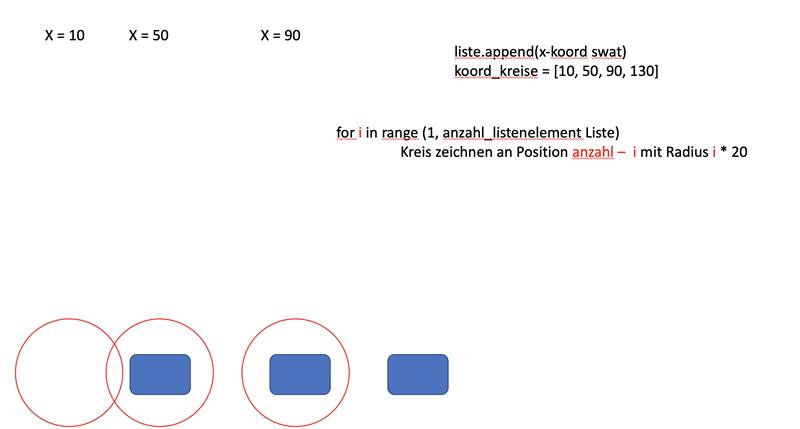 X = 10 X = 50 X = 90
liste.append(x-koord swat)
koord_kreise = [10, 50, 90, 130]
for i in range (1, anzahl_listenelement Liste)
Kreis zeichnen an Position anzahl – i mit Radius i * 20